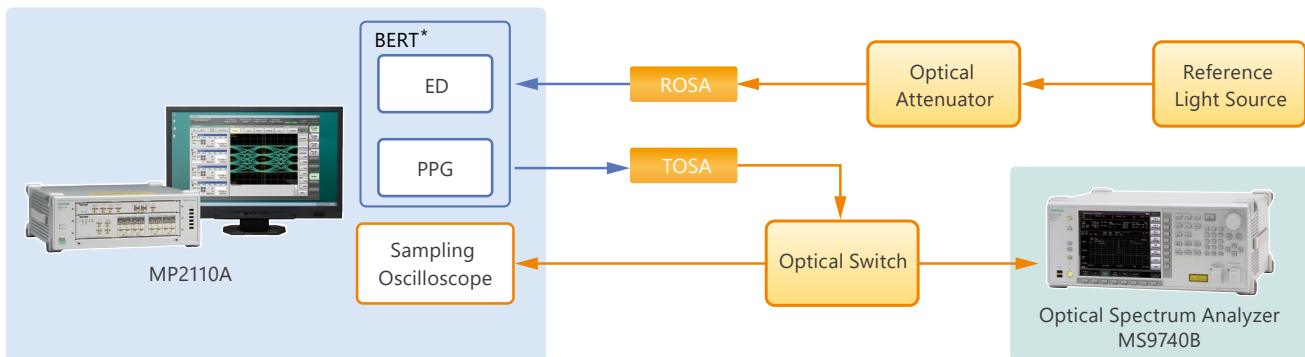 BERT*
ED
PPG
Sampling
Oscilloscope
MP2110A
ROSA
TOSA
Optical
Attenuator
Reference
Light Source
Optical Switch
Optical Spectrum Analyzer
MS9740B